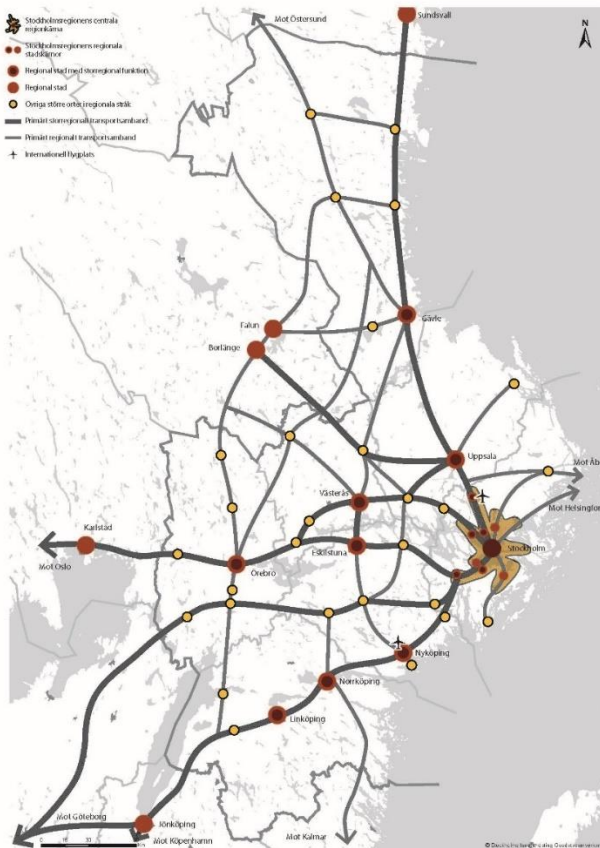 Stockholmsregionens centrala
regionkärna
Stockholmsregionens regionala
stadskärnor
Regional stad med storregional funktion
Regional stad
Övriga större orter i regionala stråk
Primärt storregionalt transportsamband
Primärt regionalt transportsamband
Internationell flygplats
Mot Östersund
Sundsvall
N
Falun
Borlänge
Gävle
Uppsala
Mot Åbo
Västerås
Mot Helsingfors
Karlstad
Eskilstuna
Stockholm
Mot Oslo
Örebro
Nyköping
Norrköping
Linköping
Mot Göteborg
Jönköping
Mot Köpenhamn
Mot Kalmar